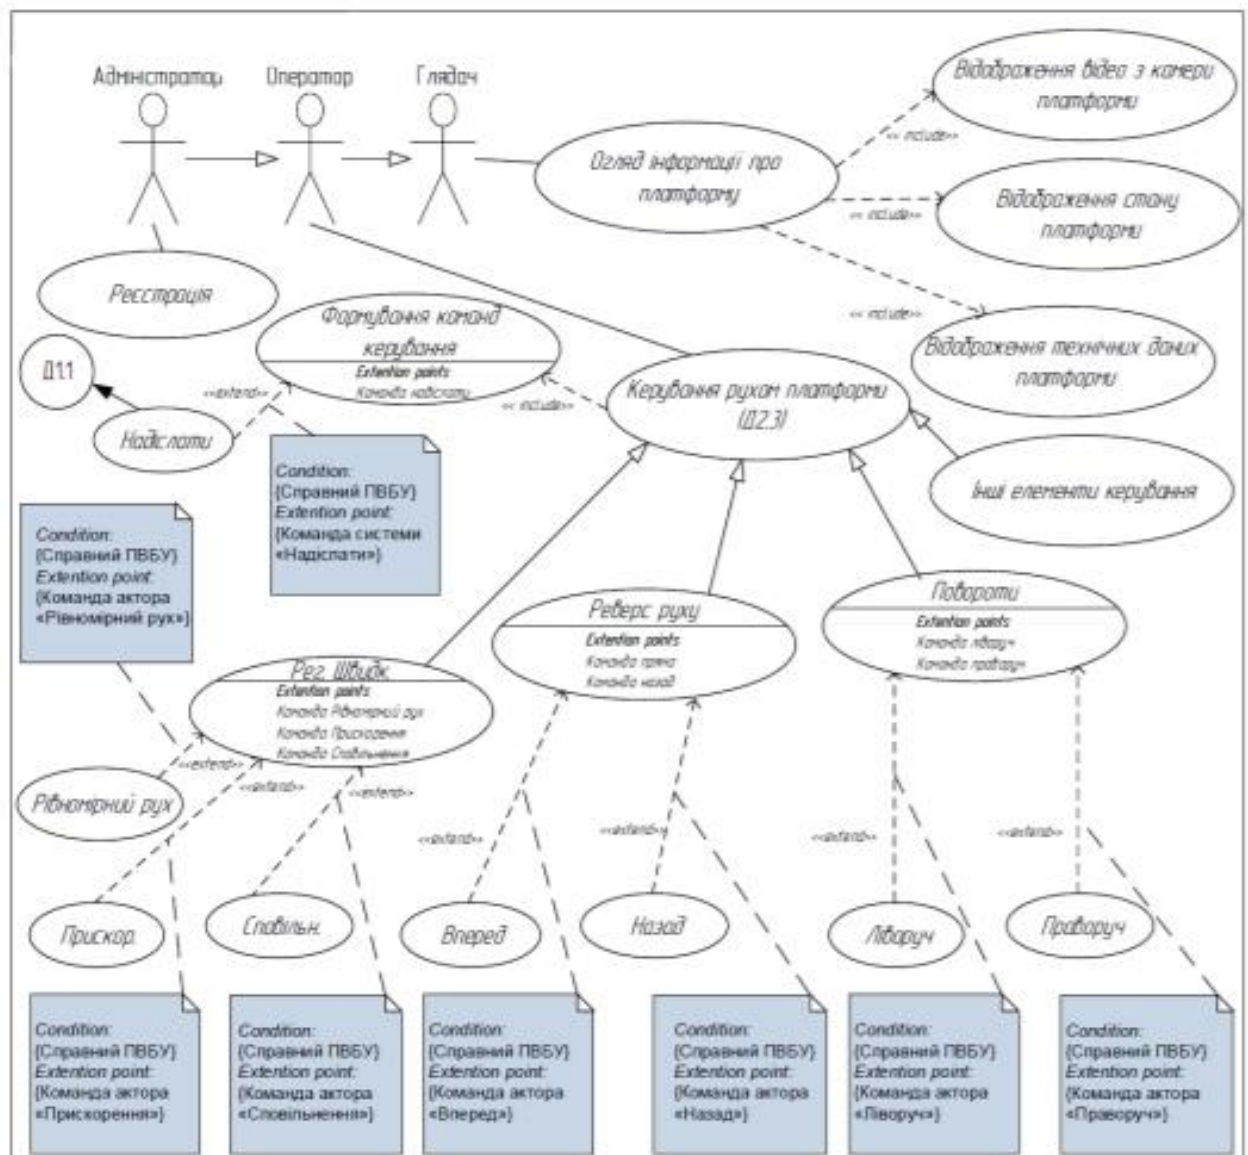 Адміністратор
Оператор
Глядач
Відображення відео з камери
платформи
<< include>>
Огляд інформації про
платформу
Відображення стану
платформи
<< include>>
Реєстрація
<< include>>
Формування команд
керування
Extention points
Команда надіслати
Відображення технічних даних
платформи
Д1.1
<<extend>>
<< include>>
Керування рухом платформи
(Д2.3)
Надіслати
Інші елементи керування
Condition:
{Справний ПВБУ}
Extention point:
{Команда системи
«Надіслати»}
Condition:
{Справний ПВБУ}
Extention point:
{Команда актора
«Рівномірний рух»}
Повороти
Extention points
Команда ліворуч
Команда праворуч
Реверс руху
Extention points
Команда пряма
Команда назад
Рег. Швидк.
Extention points
Команда Рівномірний рух
Команда Прискорення
Команда Сповільнення
<<extend>>
<<extend>>
<<extend>>
Рівномірний рух
<<extend>>
<<extend>>
<<extend>>
<<extend>>
Прискор.
Сповільн.
Вперед
Назад
Ліворуч
Праворуч
Condition:
{Справний ПВБУ}
Extention point:
{Команда актора
«Прискорення»}
Condition:
{Справний ПВБУ}
Extention point:
{Команда актора
«Сповільнення»}
Condition:
{Справний ПВБУ}
Extention point:
{Команда актора
«Вперед»}
Condition:
{Справний ПВБУ}
Extention point:
{Команда актора
«Назад»}
Condition:
{Справний ПВБУ}
Extention point:
{Команда актора
«Ліворуч»}
Condition:
{Справний ПВБУ}
Extention point:
{Команда актора
«Праворуч»}